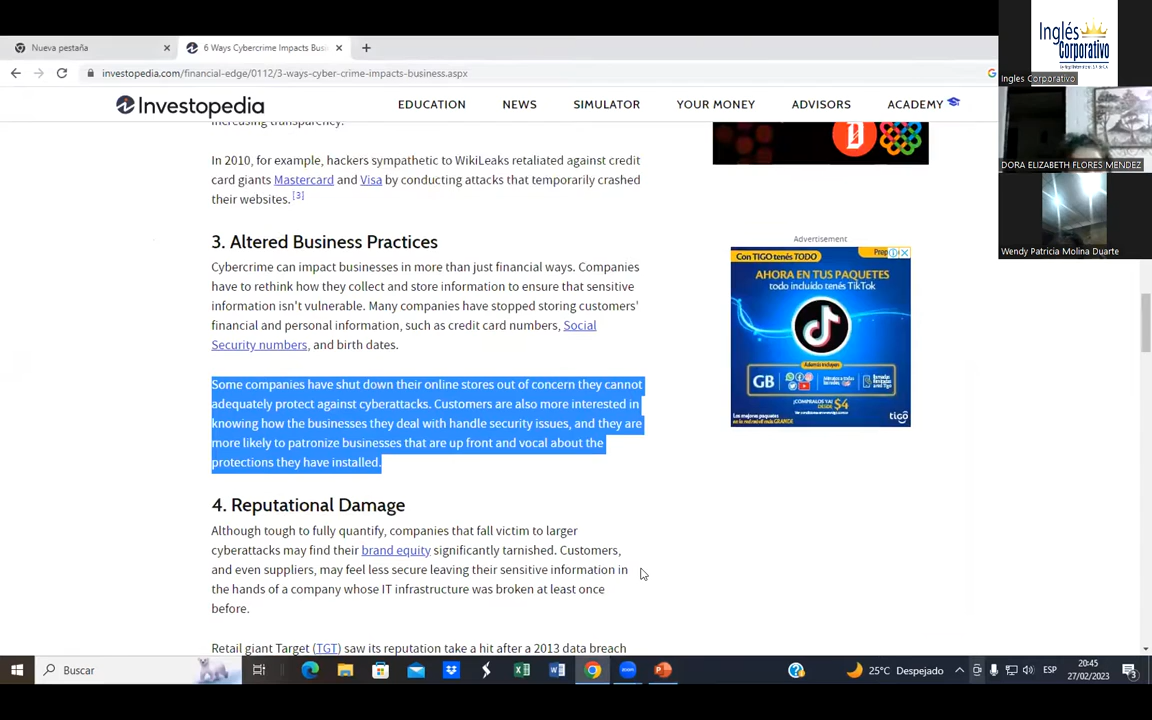 Nueva pestaña
6 Ways Cybercrime Impacts Bus
investopedia.com/financial-edge/0112/3-ways-cyber-crime-impacts-business.aspx
Investopedia
EDUCATION
NEWS
SIMULATOR
YOUR MONEY
ADVISORS
ACADEMY
increasing transparency.
In 2010, for example, hackers sympathetic to WikiLeaks retaliated against credit
card giants Mastercard and Visa by conducting attacks that temporarily crashed
their websites. [3]
3. Altered Business Practices
Cybercrime can impact businesses in more than just financial ways. Companies
have to rethink how they collect and store information to ensure that sensitive
information isn't vulnerable. Many companies have stopped storing customers'
financial and personal information, such as credit card numbers, Social
Security numbers, and birth dates.
Some companies have shut down their online stores out of concern they cannot
adequately protect against cyberattacks. Customers are also more interested in
knowing how the businesses they deal with handle security issues, and they are
more likely to patronize businesses that are up front and vocal about the
protections they have installed.
4. Reputational Damage
Although tough to fully quantify, companies that fall victim to larger
cyberattacks may find their brand equity significantly tarnished. Customers,
and even suppliers, may feel less secure leaving their sensitive information in
the hands of a company whose IT infrastructure was broken at least once
before.
Retail giant Target (TGT) saw its reputation take a hit after a 2013 data breach
Advertisement
Con TIGO tenés TODO
Prep
AHORA EN TUS PAQUETES
todo incluido tenés TikTok
GB
¡COMPRALOS YA! DESDE $4
tigo
Inglés
Corporativo
Ingles Corporativo
DORA ELIZABETH FLORES MENDEZ
Wendy Patricia Molina Duarte
Buscar
25°C Despejado
ESP
20:45
27/02/2023
3